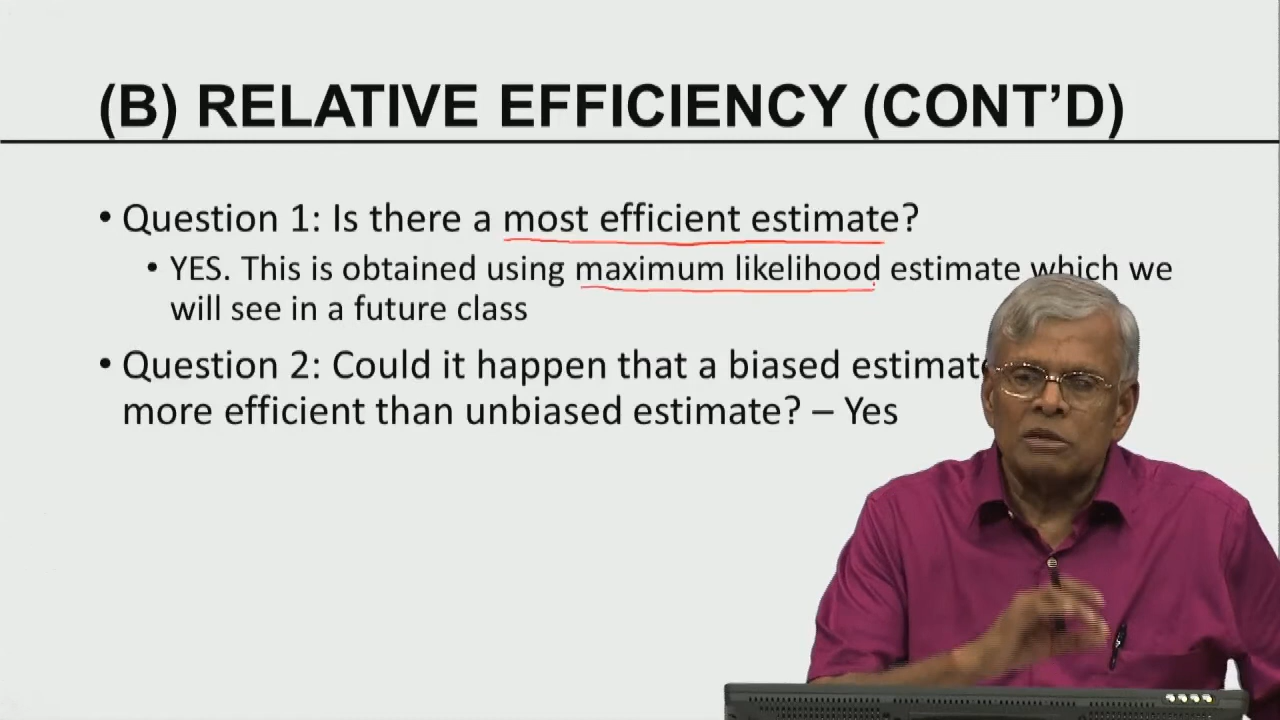 (B) RELATIVE EFFICIENCY (CONT’D)
• Question 1: Is there a most efficient estimate?
• YES. This is obtained using maximum likelihood estimate which we
will see in a future class
• Question 2: Could it happen that a biased estimate
more efficient than unbiased estimate? – Yes